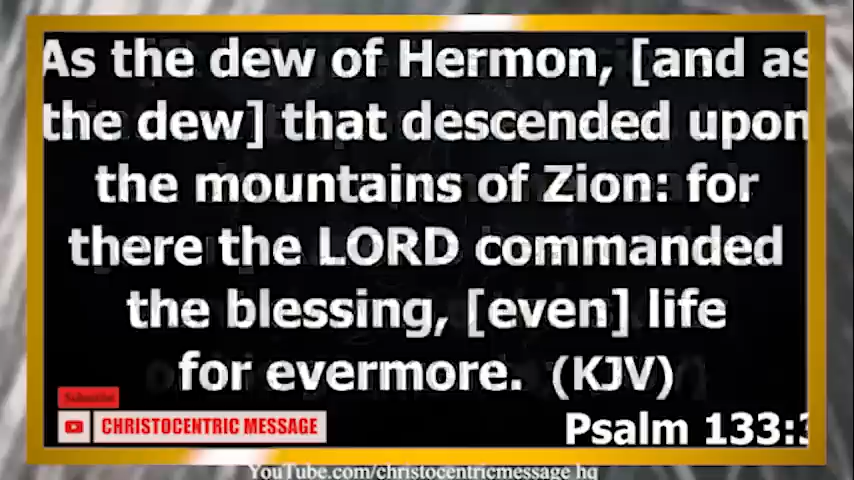 As the dew of Hermon, [and as
the dew] that descended upon
the mountains of Zion: for
there the LORD commanded
the blessing, [even] life
for evermore. (KJV)
Subscribe
CHRISTOCENTRIC MESSAGE
Psalm 133:3
YouTube.com/christocentricmessage hq